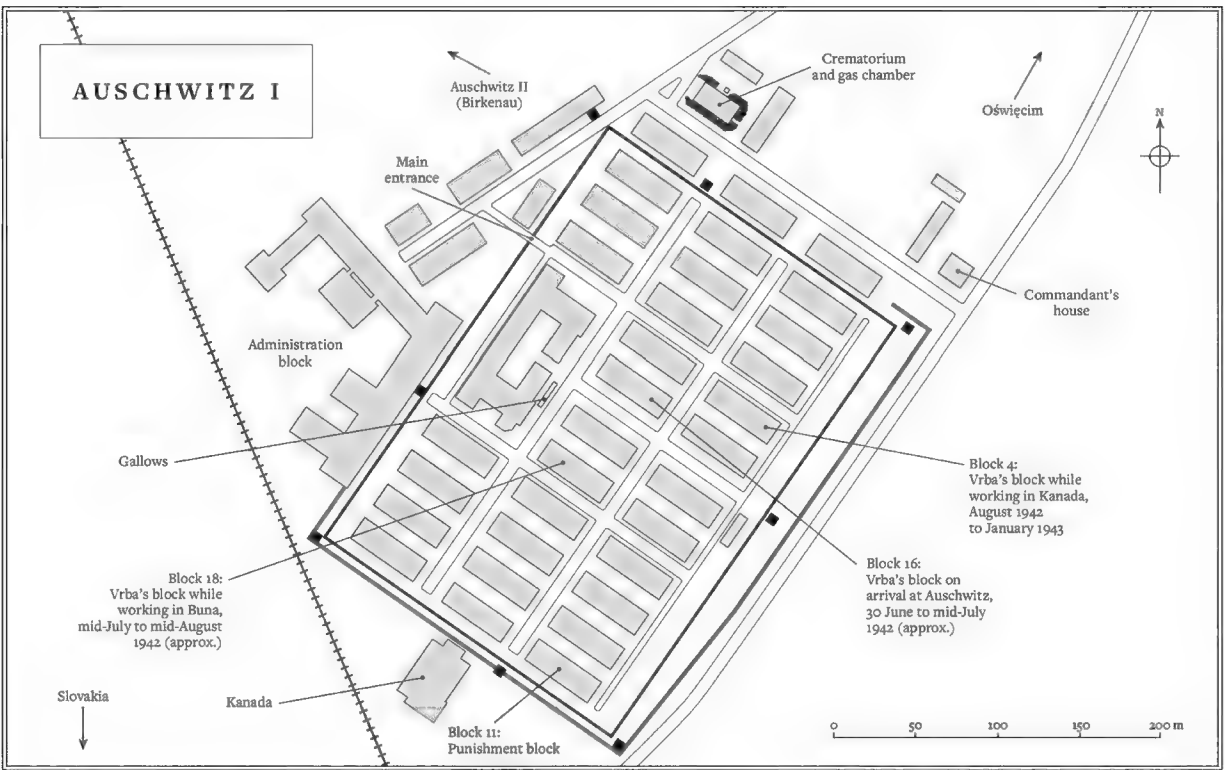 AUSCHWITZ I
Auschwitz II
(Birkenau)
Crematorium
and gas chamber
Oświęcim
N
Main
entrance
Commandant's
house
Administration
block
Gallows
Block 4:
Vrba's block while
working in Kanada,
August 1942
to January 1943
Block 16:
Vrba's block on
arrival at Auschwitz,
30 June to mid-July
1942 (approx.)
Block 18:
Vrba's block while
working in Buna,
mid-July to mid-August
1942 (approx.)
Slovakia
Kanada
Block 11:
Punishment block
0 50 100 150 200 m